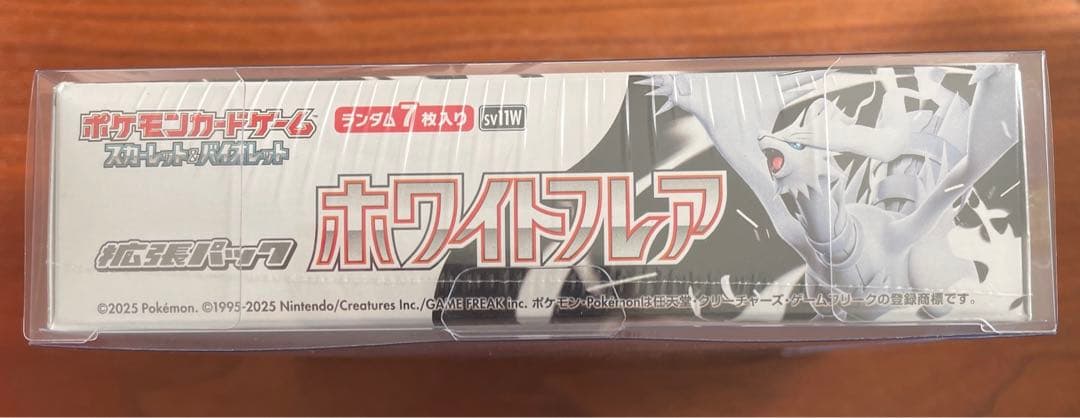 ポケモンカードゲーム
スカーレット&バイオレット
ランダム7枚入り
sv11W
拡張パック
ホワイトフレア
©2025 Pokémon. ©1995-2025 Nintendo/Creatures Inc./GAME FREAK inc. ポケモン・Pokémonは任天堂・クリーチャーズ・ゲームフリークの登録商標です。